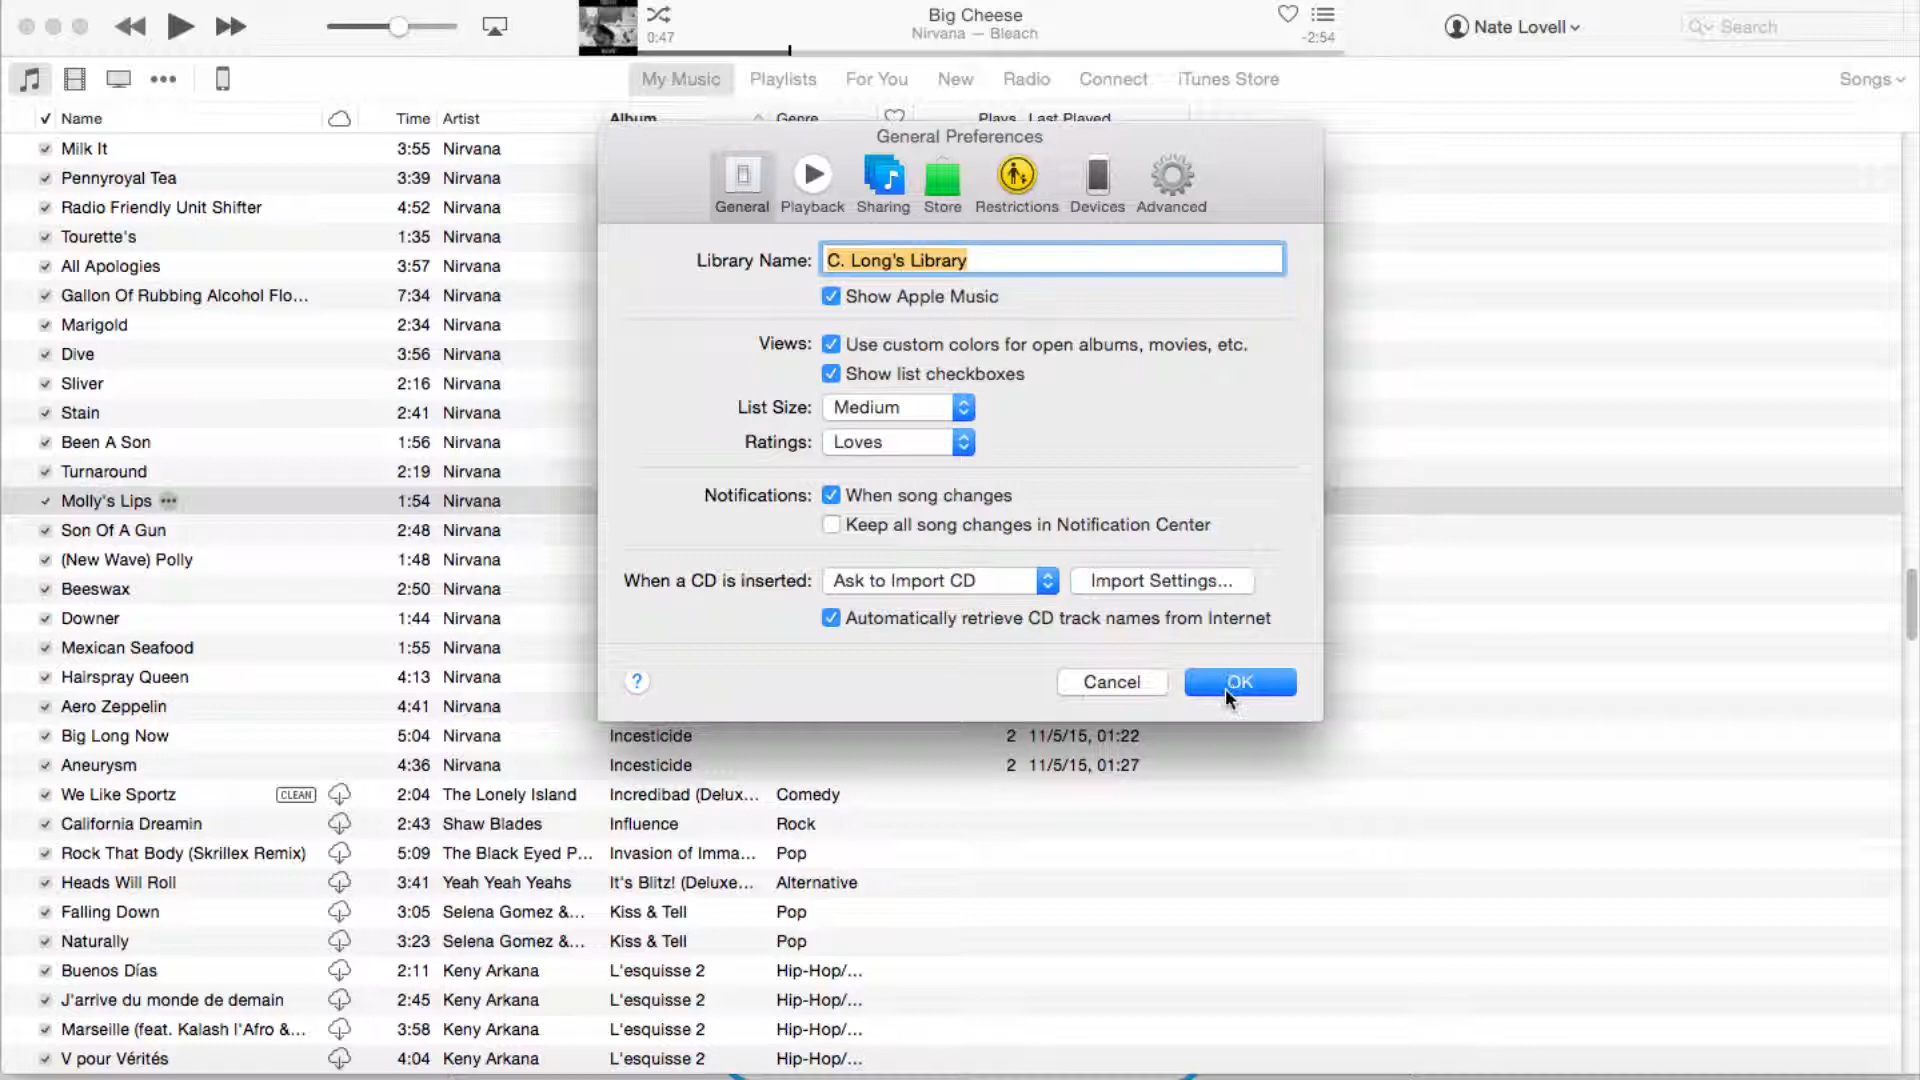 Big Cheese
0:47
Nirvana — Bleach
-2:54
Nate Lovell
Search
My Music Playlists For You New Radio Connect iTunes Store
Songs
✓ Name Time Artist Album Genre Plays Last Played
Milk It 3:55 Nirvana
Pennyroyal Tea 3:39 Nirvana
Radio Friendly Unit Shifter 4:52 Nirvana
Tourette's 1:35 Nirvana
All Apologies 3:57 Nirvana
Gallon Of Rubbing Alcohol Flo... 7:34 Nirvana
Marigold 2:34 Nirvana
Dive 3:56 Nirvana
Sliver 2:16 Nirvana
Stain 2:41 Nirvana
Been A Son 1:56 Nirvana
Turnaround 2:19 Nirvana
Molly's Lips ••• 1:54 Nirvana
Son Of A Gun 2:48 Nirvana
(New Wave) Polly 1:48 Nirvana
Beeswax 2:50 Nirvana
Downer 1:44 Nirvana
Mexican Seafood 1:55 Nirvana
Hairspray Queen 4:13 Nirvana
Aero Zeppelin 4:41 Nirvana
Big Long Now 5:04 Nirvana Incesticide 2 11/5/15, 01:22
Aneurysm 4:36 Nirvana Incesticide 2 11/5/15, 01:27
We Like Sportz CLEAN 2:04 The Lonely Island Incredibad (Delux... Comedy
California Dreamin 2:43 Shaw Blades Influence Rock
Rock That Body (Skrillex Remix) 5:09 The Black Eyed P... Invasion of Imma... Pop
Heads Will Roll 3:41 Yeah Yeah Yeahs It's Blitz! (Deluxe... Alternative
Falling Down 3:05 Selena Gomez &... Kiss & Tell Pop
Naturally 3:23 Selena Gomez &... Kiss & Tell Pop
Buenos Días 2:11 Keny Arkana L'esquisse 2 Hip-Hop/...
J'arrive du monde de demain 2:45 Keny Arkana L'esquisse 2 Hip-Hop/...
Marseille (feat. Kalash l'Afro &... 3:58 Keny Arkana L'esquisse 2 Hip-Hop/...
V pour Vérités 4:04 Keny Arkana L'esquisse 2 Hip-Hop/...
General Preferences
General Playback Sharing Store Restrictions Devices Advanced
Library Name: C. Long's Library
Show Apple Music
Views: Use custom colors for open albums, movies, etc.
Show list checkboxes
List Size: Medium
Ratings: Loves
Notifications: When song changes
Keep all song changes in Notification Center
When a CD is inserted: Ask to Import CD Import Settings...
Automatically retrieve CD track names from Internet
? Cancel OK